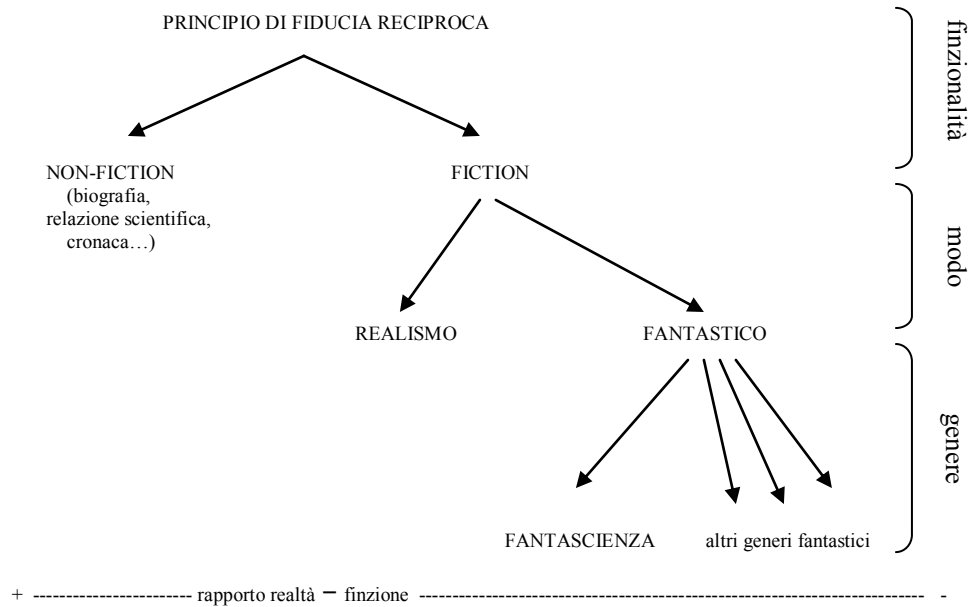 PRINCIPIO DI FIDUCIA RECIPROCA
finzionalità
NON-FICTION
(biografia,
relazione scientifica,
cronaca…)
FICTION
modo
REALISMO
FANTASTICO
genere
FANTASCIENZA
altri generi fantastici
+ ------------------------ rapporto realtà – finzione ----------------------------------------------------------------------------- -